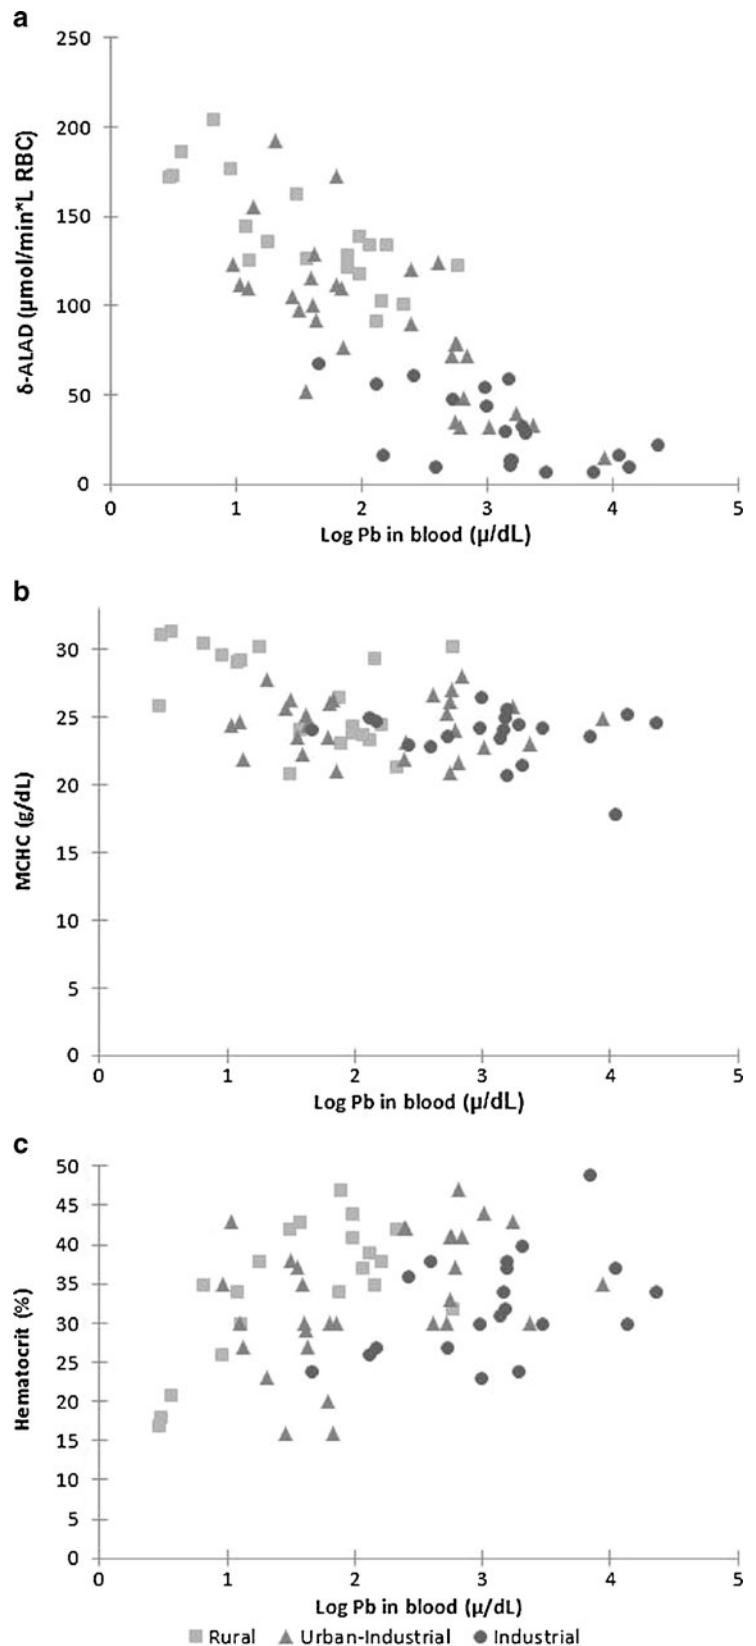 a
250
200
150
100
50
0
δ-ALAD (µmol/min*L RBC)
0 1 2 3 4 5
Log Pb in blood (µ/dL)
b
30
25
20
15
10
5
0
MCHC (g/dL)
0 1 2 3 4 5
Log Pb in blood (µ/dL)
c
50
45
40
35
30
25
20
15
10
5
0
Hematocrit (%)
0 1 2 3 4 5
Log Pb in blood (µ/dL)
Rural Urban-Industrial Industrial